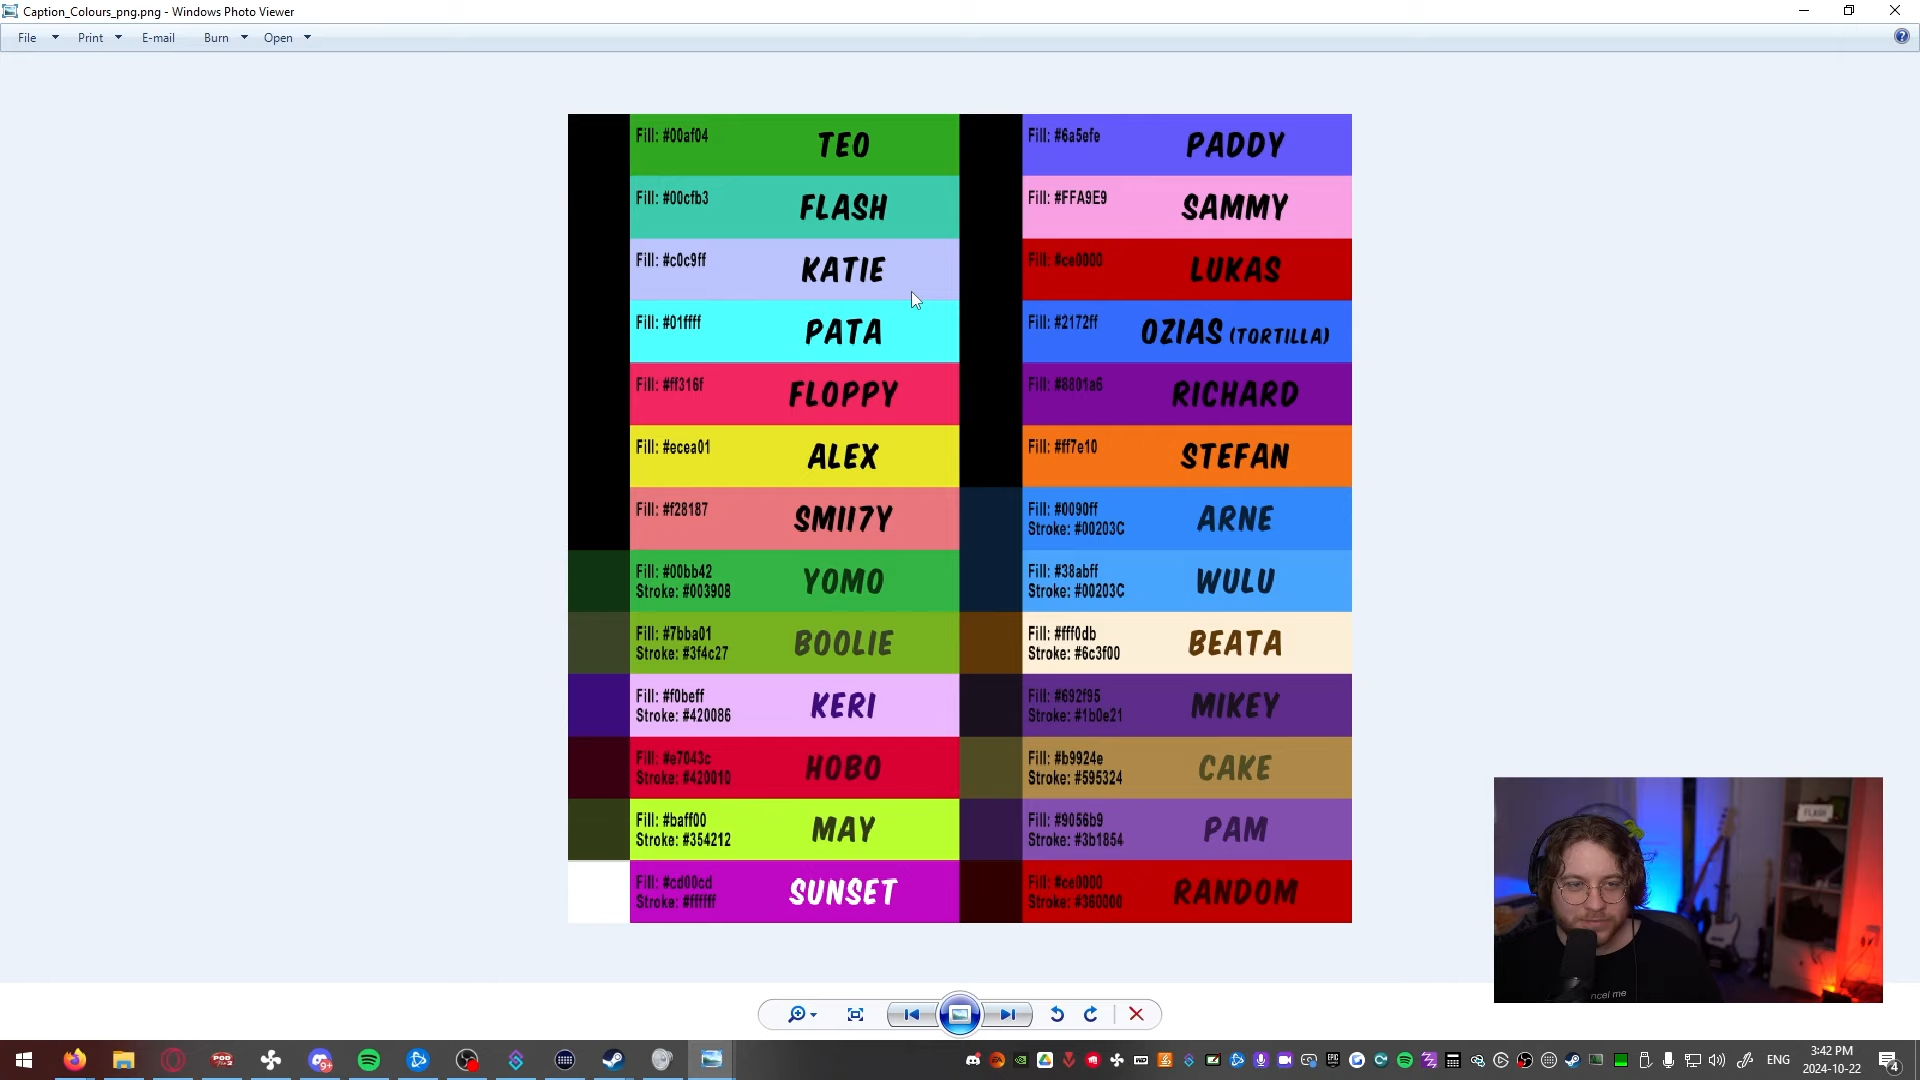 Caption_Colours_png.png - Windows Photo Viewer
File Print E-mail Burn Open
Fill: #00af04 TEO
Fill: #00cfb3 FLASH
Fill: #c0c9ff KATIE
Fill: #01ffff PATA
Fill: #ff316f FLOPPY
Fill: #ecea01 ALEX
Fill: #f28187 SMII7Y
Fill: #00bb42
Stroke: #003908
YOMO
Fill: #7bba01
Stroke: #3f4c27
BOOLIE
Fill: #f0beff
Stroke: #420086
KERI
Fill: #e7043c
Stroke: #420010
HOBO
Fill: #baff00
Stroke: #354212
MAY
Fill: #cd00cd
Stroke: #ffffff
SUNSET
Fill: #6a5efe PADDY
Fill: #FFA9E9 SAMMY
Fill: #ce0000 LUKAS
Fill: #2172ff OZIAS (TORTILLA)
Fill: #8801a6 RICHARD
Fill: #ff7e10 STEFAN
Fill: #0090ff
Stroke: #00203C
ARNE
Fill: #38abff
Stroke: #00203C
WULU
Fill: #fff0db
Stroke: #6c3f00
BEATA
Fill: #692f95
Stroke: #1b0e21
MIKEY
Fill: #b9924e
Stroke: #595324
CAKE
Fill: #9056b9
Stroke: #3b1854
PAM
Fill: #ce0000
Stroke: #360000
RANDOM
FLASH
ncel me
ENG
3:42 PM
2024-10-22
4